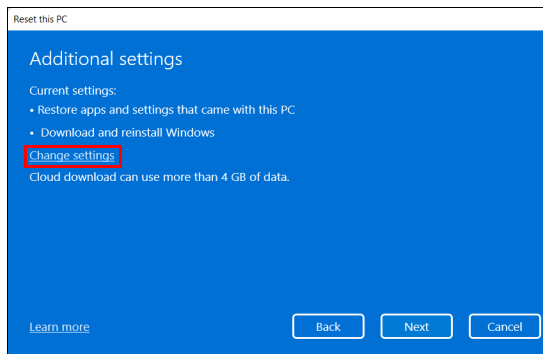 Reset this PC
Additional settings
Current settings:
• Restore apps and settings that came with this PC
• Download and reinstall Windows
Change settings
Cloud download can use more than 4 GB of data.
Learn more
Back
Next
Cancel